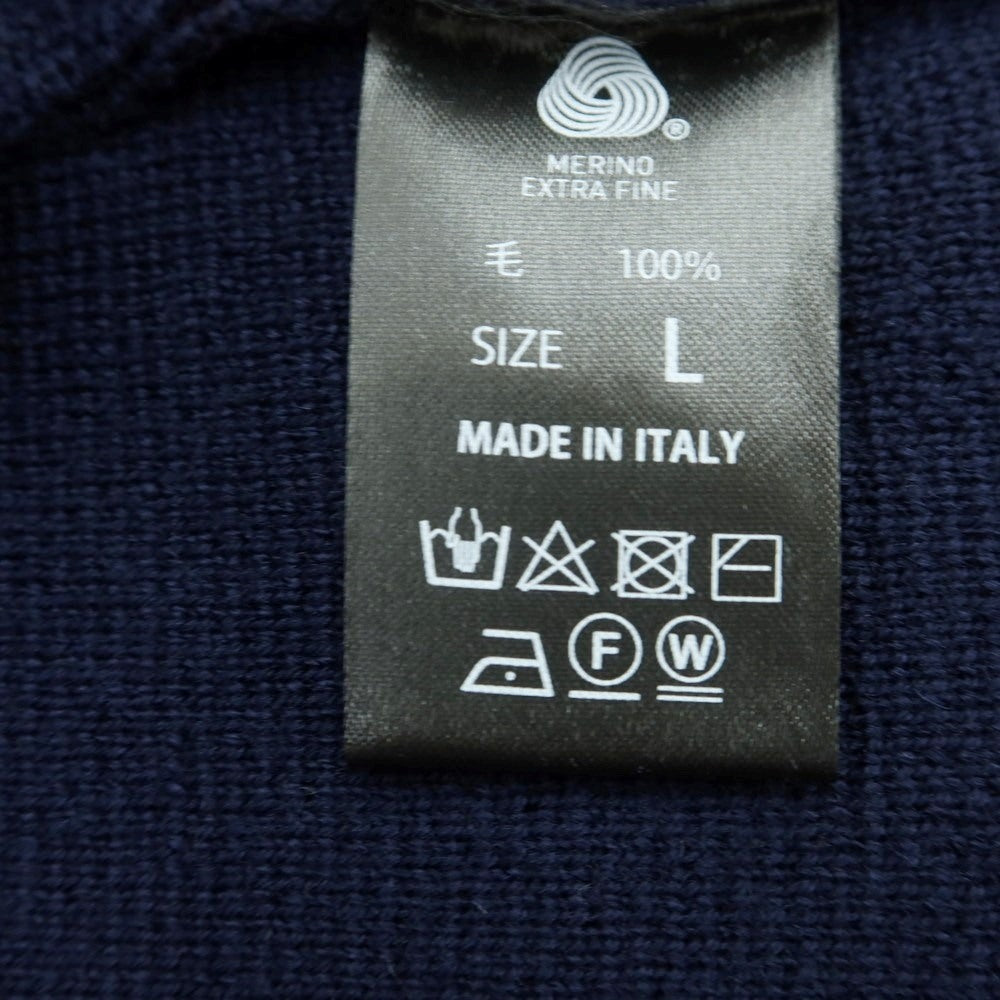 ®
MERINO
EXTRA FINE
毛 100%
SIZE L
MADE IN ITALY
F W